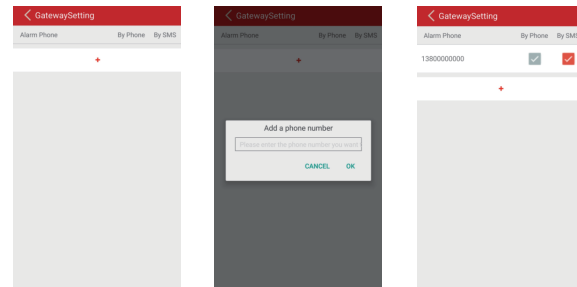 GatewaySetting
Alarm Phone By Phone By SMS
+
GatewaySetting
Alarm Phone By Phone By SMS
+
Add a phone number
Please enter the phone number you want
CANCEL OK
GatewaySetting
Alarm Phone By Phone By SMS
13800000000
+